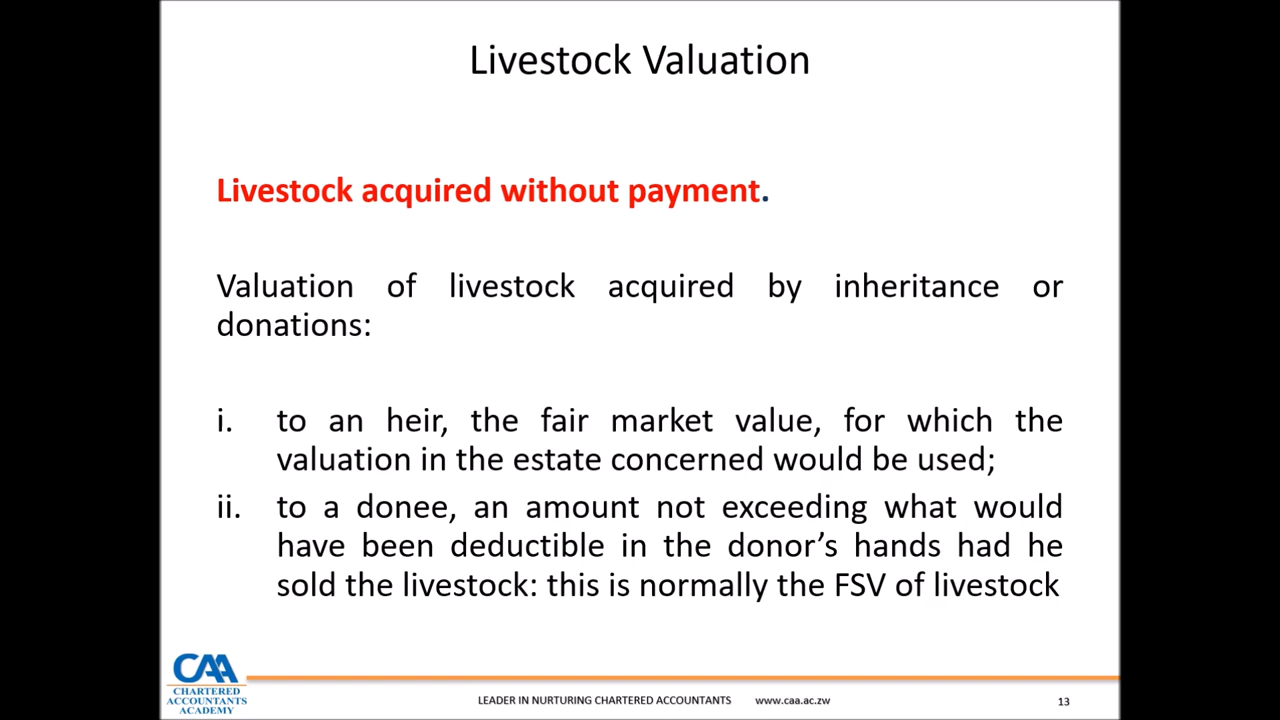 Livestock Valuation
Livestock acquired without payment.
Valuation of livestock acquired by inheritance or
donations:
i. to an heir, the fair market value, for which the
valuation in the estate concerned would be used;
ii. to a donee, an amount not exceeding what would
have been deductible in the donor’s hands had he
sold the livestock: this is normally the FSV of livestock
CAA
CHARTERED
ACCOUNTANTS
ACADEMY
LEADER IN NURTURING CHARTERED ACCOUNTANTS www.caa.ac.zw
13